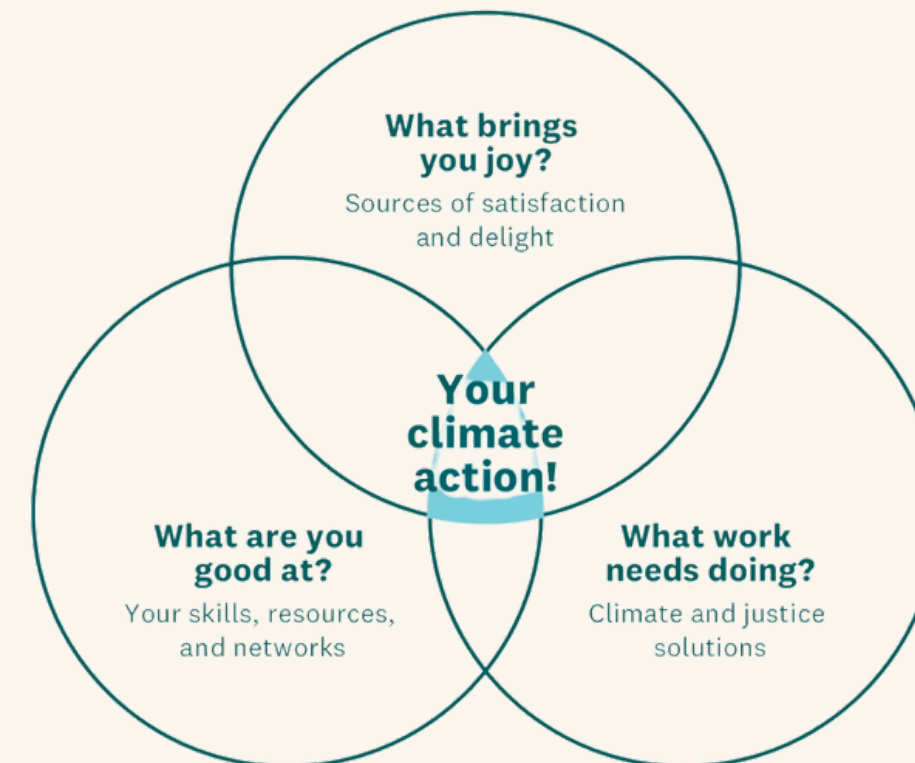 What brings
you joy?
Sources of satisfaction
and delight
Your
climate
action!
What are you
good at?
Your skills, resources,
and networks
What work
needs doing?
Climate and justice
solutions